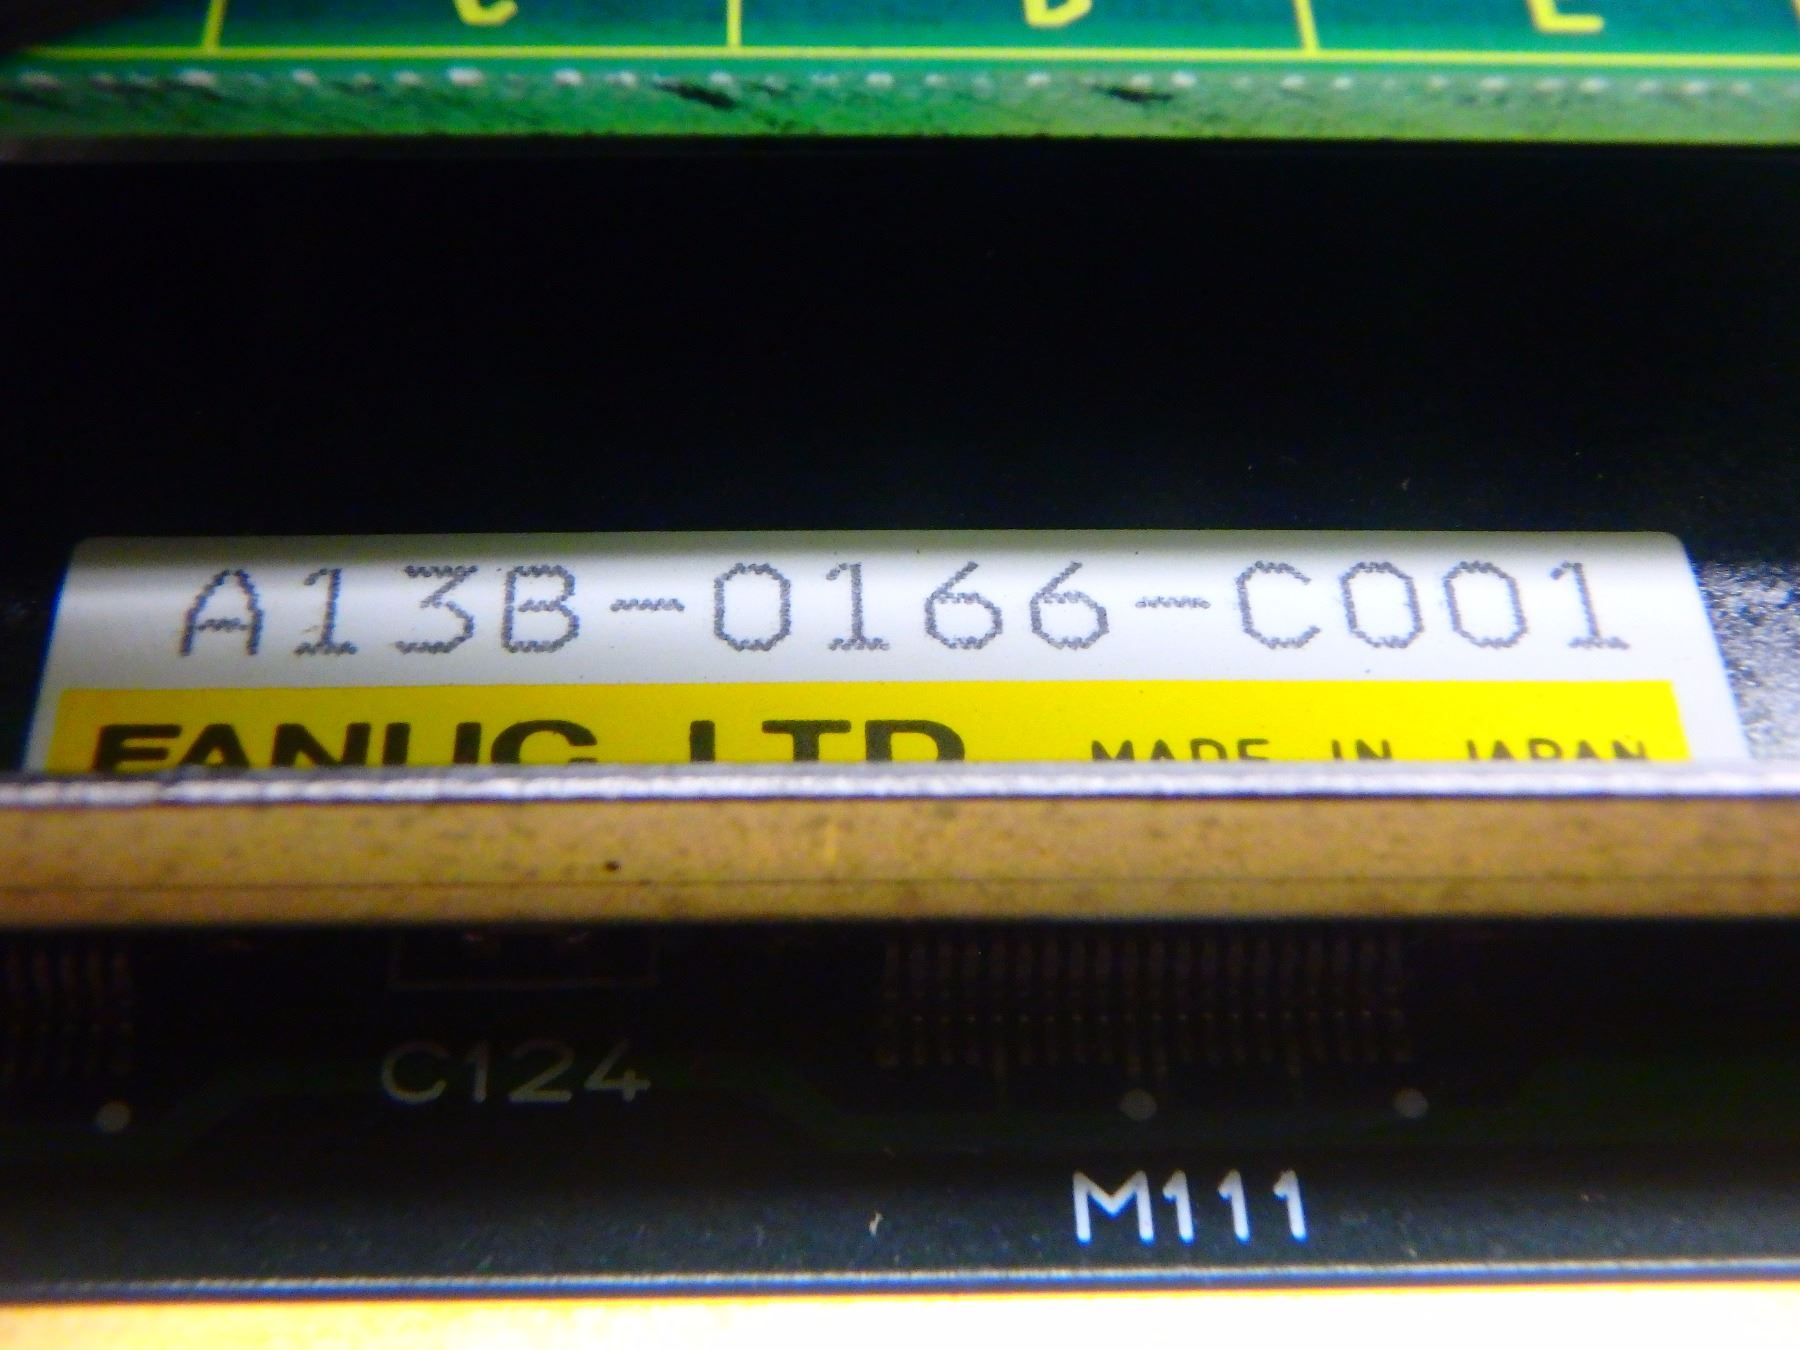 C D E
A13B-0166-C001
FANUC LTD MADE IN JAPAN
C124
M111